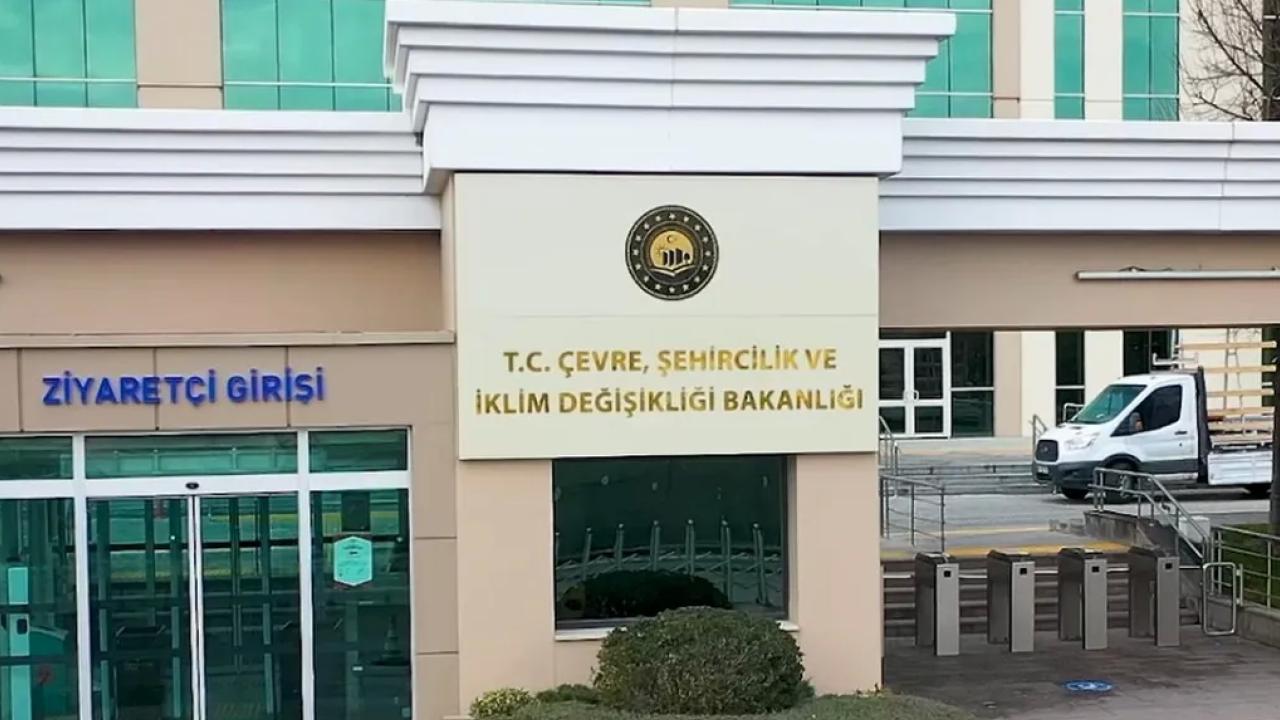 T.C. ÇEVRE, ŞEHİRCİLİK VE
İKLİM DEĞİŞİKLİĞİ BAKANLIĞI
ZİYARETÇİ GİRİŞİ